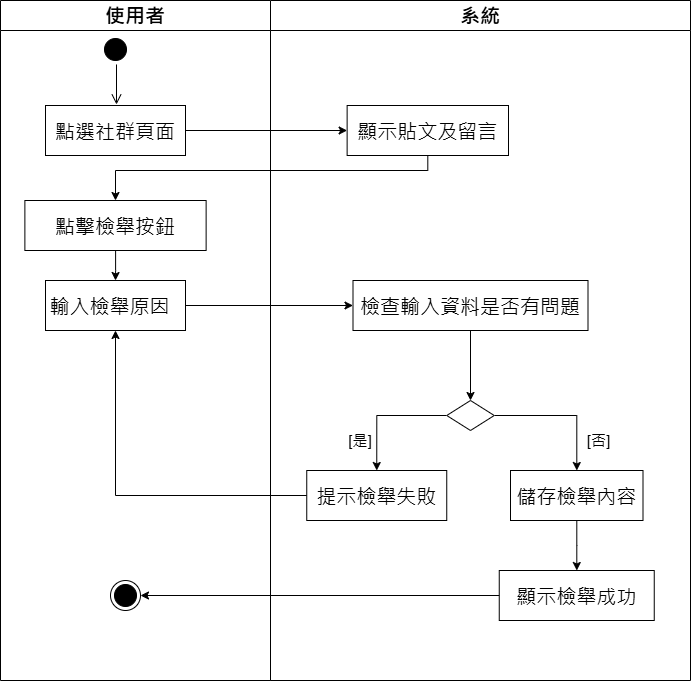 使用者
系統
點選社群頁面
顯示貼文及留言
點擊檢舉按鈕
輸入檢舉原因
檢查輸入資料是否有問題
[是]
[否]
提示檢舉失敗
儲存檢舉內容
顯示檢舉成功